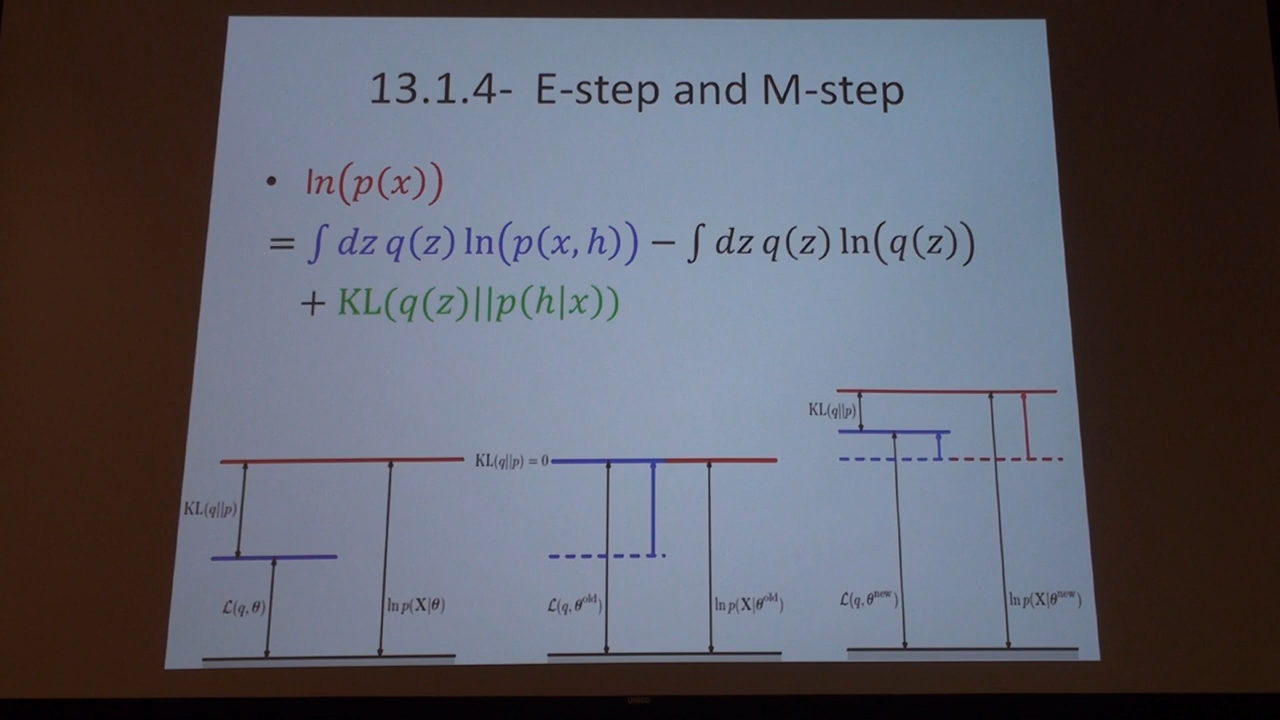 13.1.4- E-step and M-step
• ln(p(x))
= ∫ dz q(z) ln(p(x, h)) − ∫ dz q(z) ln(q(z))
+ KL(q(z)||p(h|x))
KL(q||p)
ℒ(q, θ)
ln p(X|θ)
KL(q||p) = 0
ℒ(q, θ^old)
ln p(X|θ^old)
KL(q||p)
ℒ(q, θ^new)
ln p(X|θ^new)